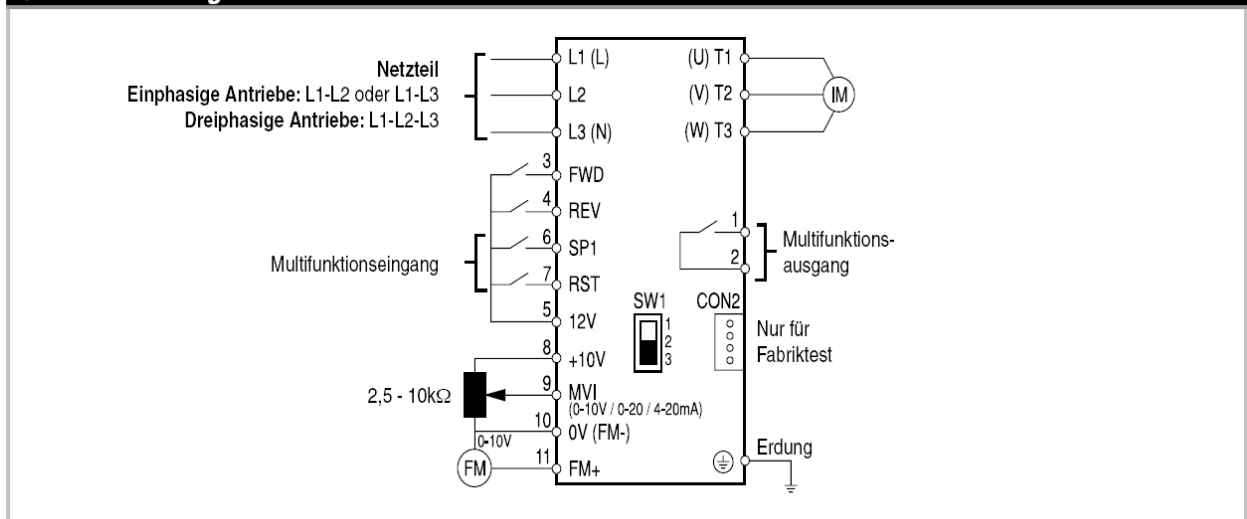 Netzteil
Einphasige Antriebe: L1-L2 oder L1-L3
Dreiphasige Antriebe: L1-L2-L3
L1 (L)
L2
L3 (N)
(U) T1
(V) T2
(W) T3
IM
3 FWD
4 REV
6 SP1
7 RST
5 12V
Multifunktionseingang
1
2
Multifunktions-
ausgang
SW1
1
2
3
CON2
Nur für
Fabriktest
8 +10V
9 MVI
(0-10V / 0-20 / 4-20mA)
10 0V (FM-)
11 FM+
2,5 - 10kΩ
0-10V
FM
Erdung